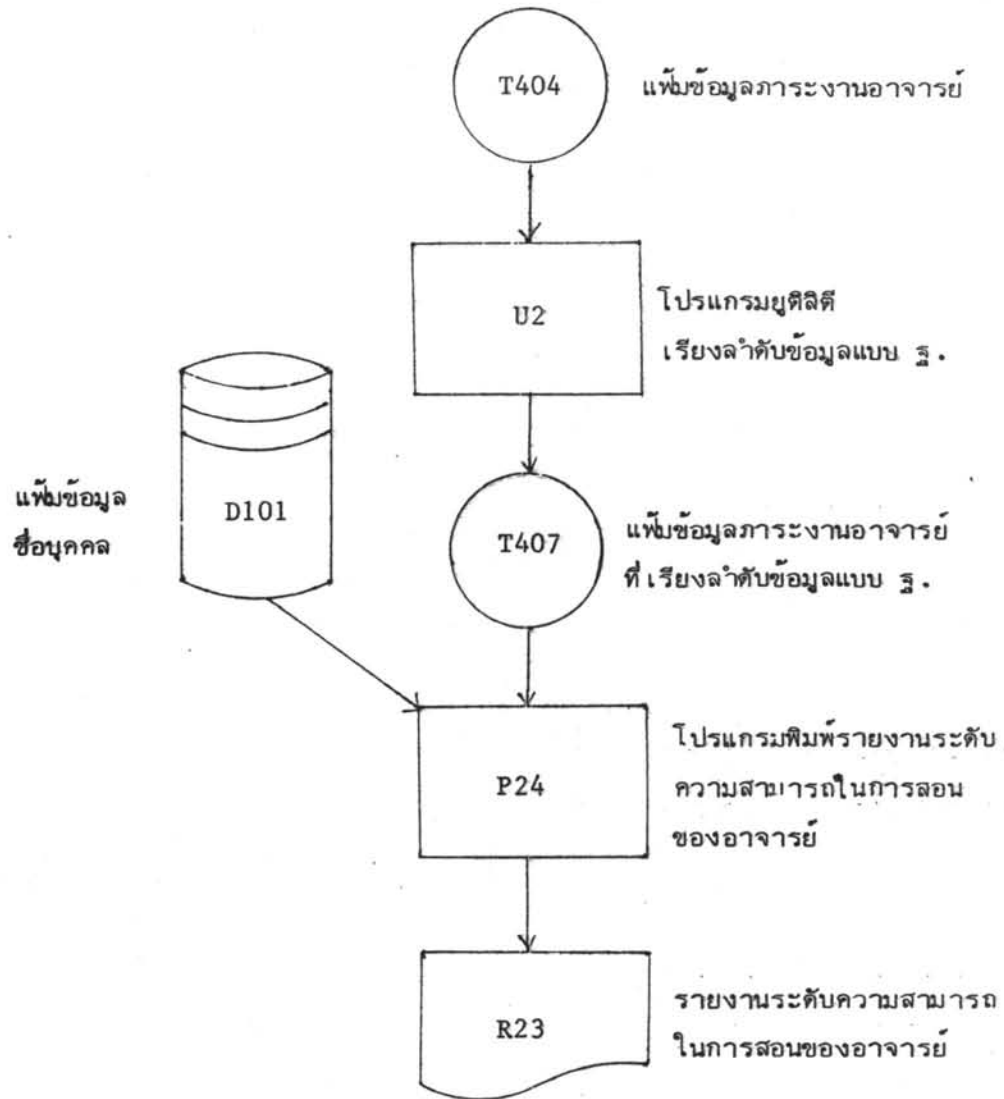 T404
แฟ้มข้อมูลภาระงานอาจารย์
U2
โปรแกรมยูติลิตี
เรียงลำดับข้อมูลแบบ ฐ.
แฟ้มข้อมูล
ชื่อบุคคล
D101
T407
แฟ้มข้อมูลภาระงานอาจารย์
ที่เรียงลำดับข้อมูลแบบ ฐ.
P24
โปรแกรมพิมพ์รายงานระดับ
ความสามารถในการสอน
ของอาจารย์
R23
รายงานระดับความสามารถ
ในการสอนของอาจารย์